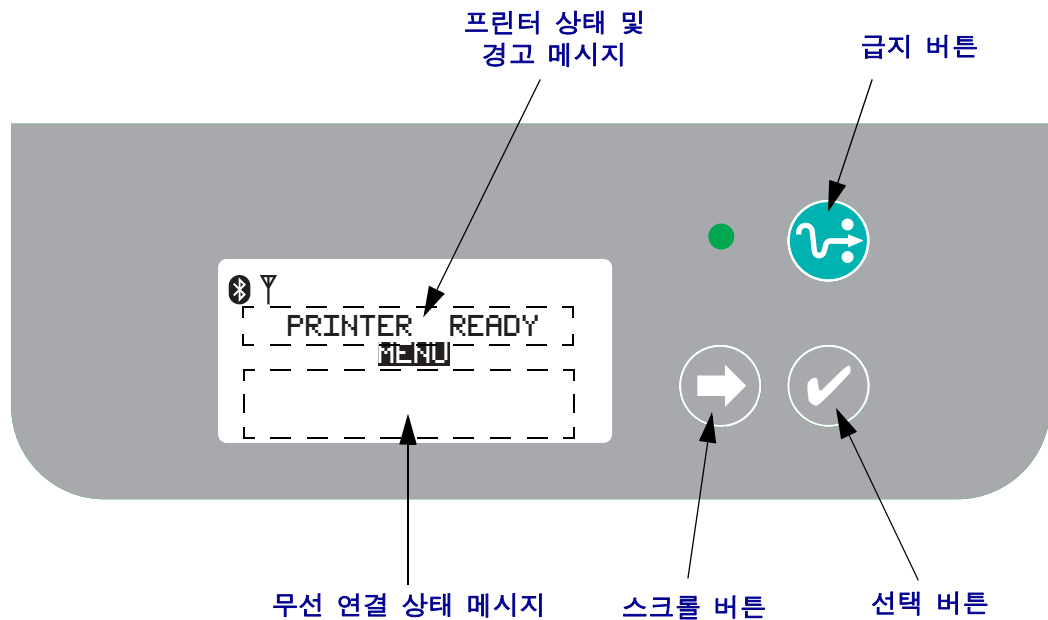 프린터 상태 및
경고 메시지
급지 버튼
PRINTER READY
MENU
무선 연결 상태 메시지
스크롤 버튼
선택 버튼